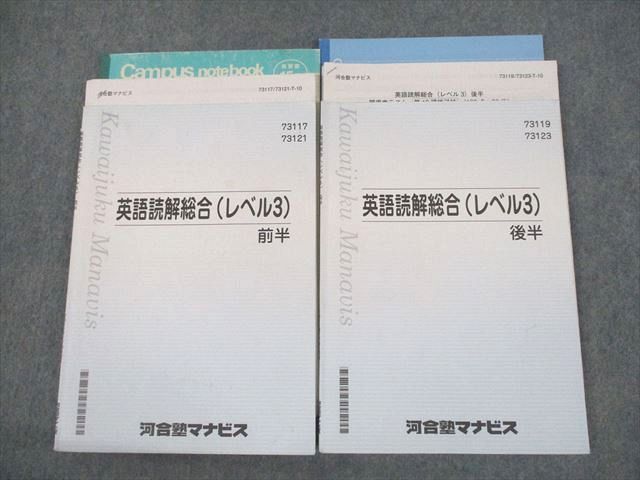 Campus notebook
河合塾マナビス
73117/73121-T-10
73117
73121
Kawaijuku Manavis
英語読解総合(レベル3)
前半
河合塾マナビス
河合塾マナビス
73119/73123-T-10
英語読解総合(レベル3)後半
73119
73123
Kawaijuku Manavis
英語読解総合(レベル3)
後半
河合塾マナビス